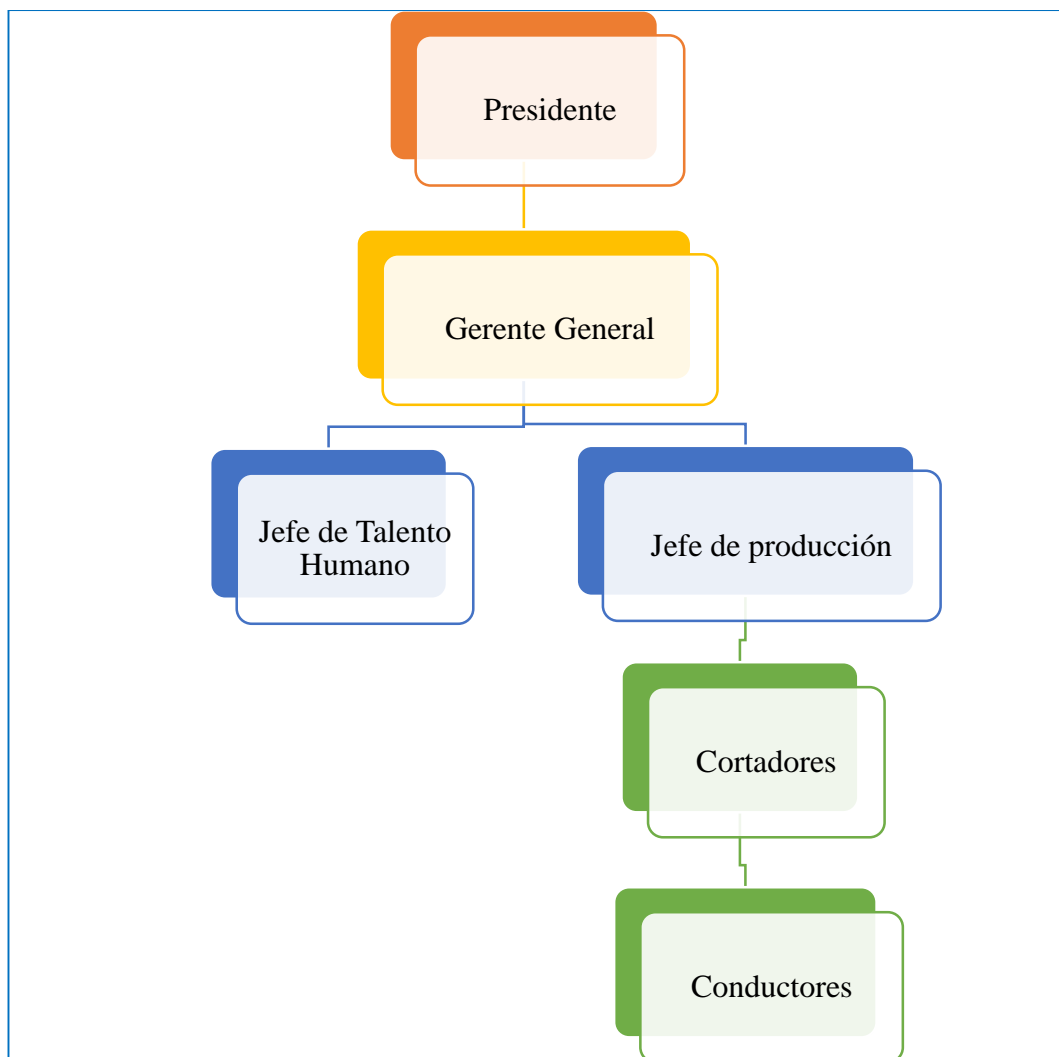 Presidente
Gerente General
Jefe de Talento
Humano
Jefe de producción
Cortadores
Conductores